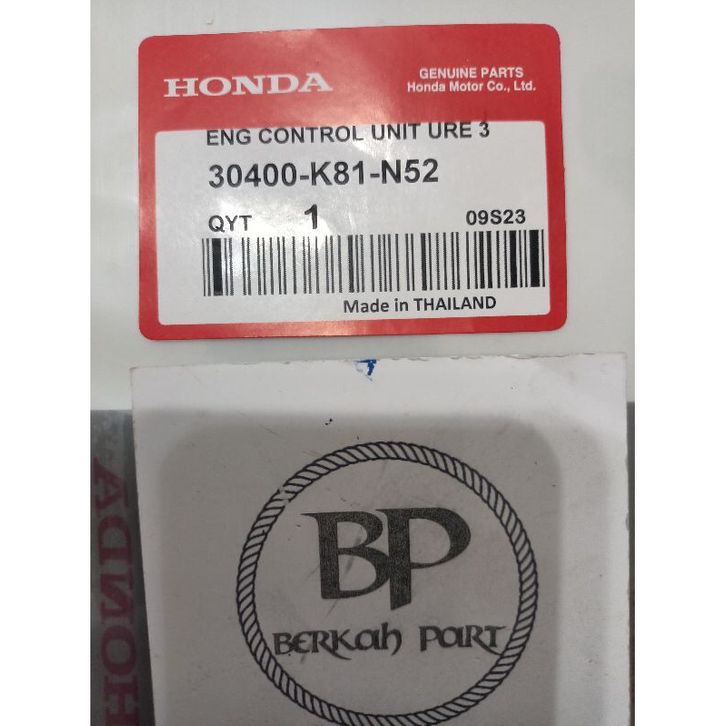 HONDA
GENUINE PARTS
Honda Motor Co., Ltd.
ENG CONTROL UNIT URE 3
30400-K81-N52
QYT 1 09S23
Made in THAILAND
BP
BERKAH PART
HONDA